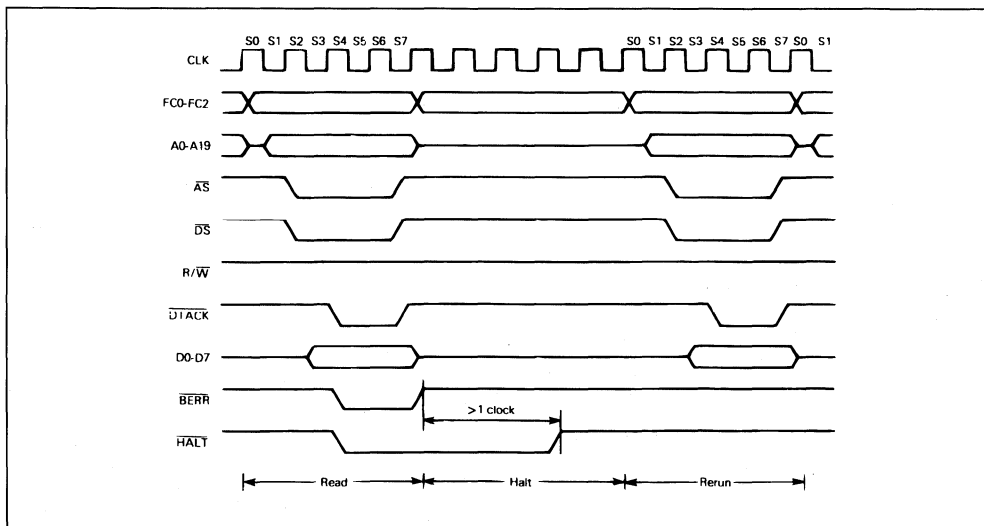 S0 S1 S2 S3 S4 S5 S6 S7 S0 S1 S2 S3 S4 S5 S6 S7 S0 S1
CLK
FC0-FC2
A0-A19
AS
DS
R/W
DTACK
D0-D7
BERR
>1 clock
HALT
Read Halt Rerun